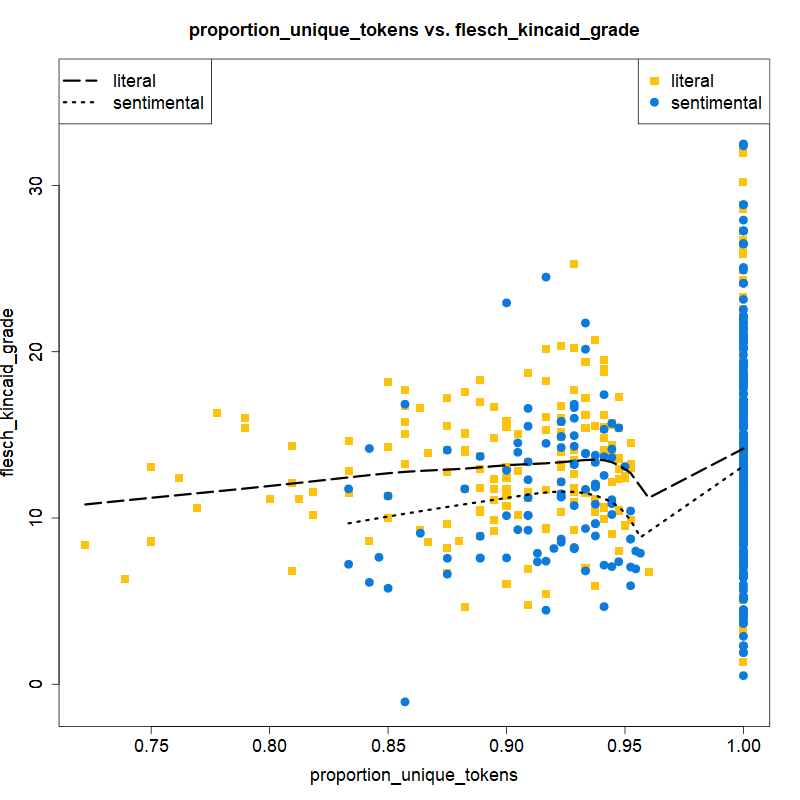 proportion_unique_tokens vs. flesch_kincaid_grade
literal
sentimental
literal
sentimental
flesch_kincaid_grade
30
20
10
0
0.75 0.80 0.85 0.90 0.95 1.00
proportion_unique_tokens